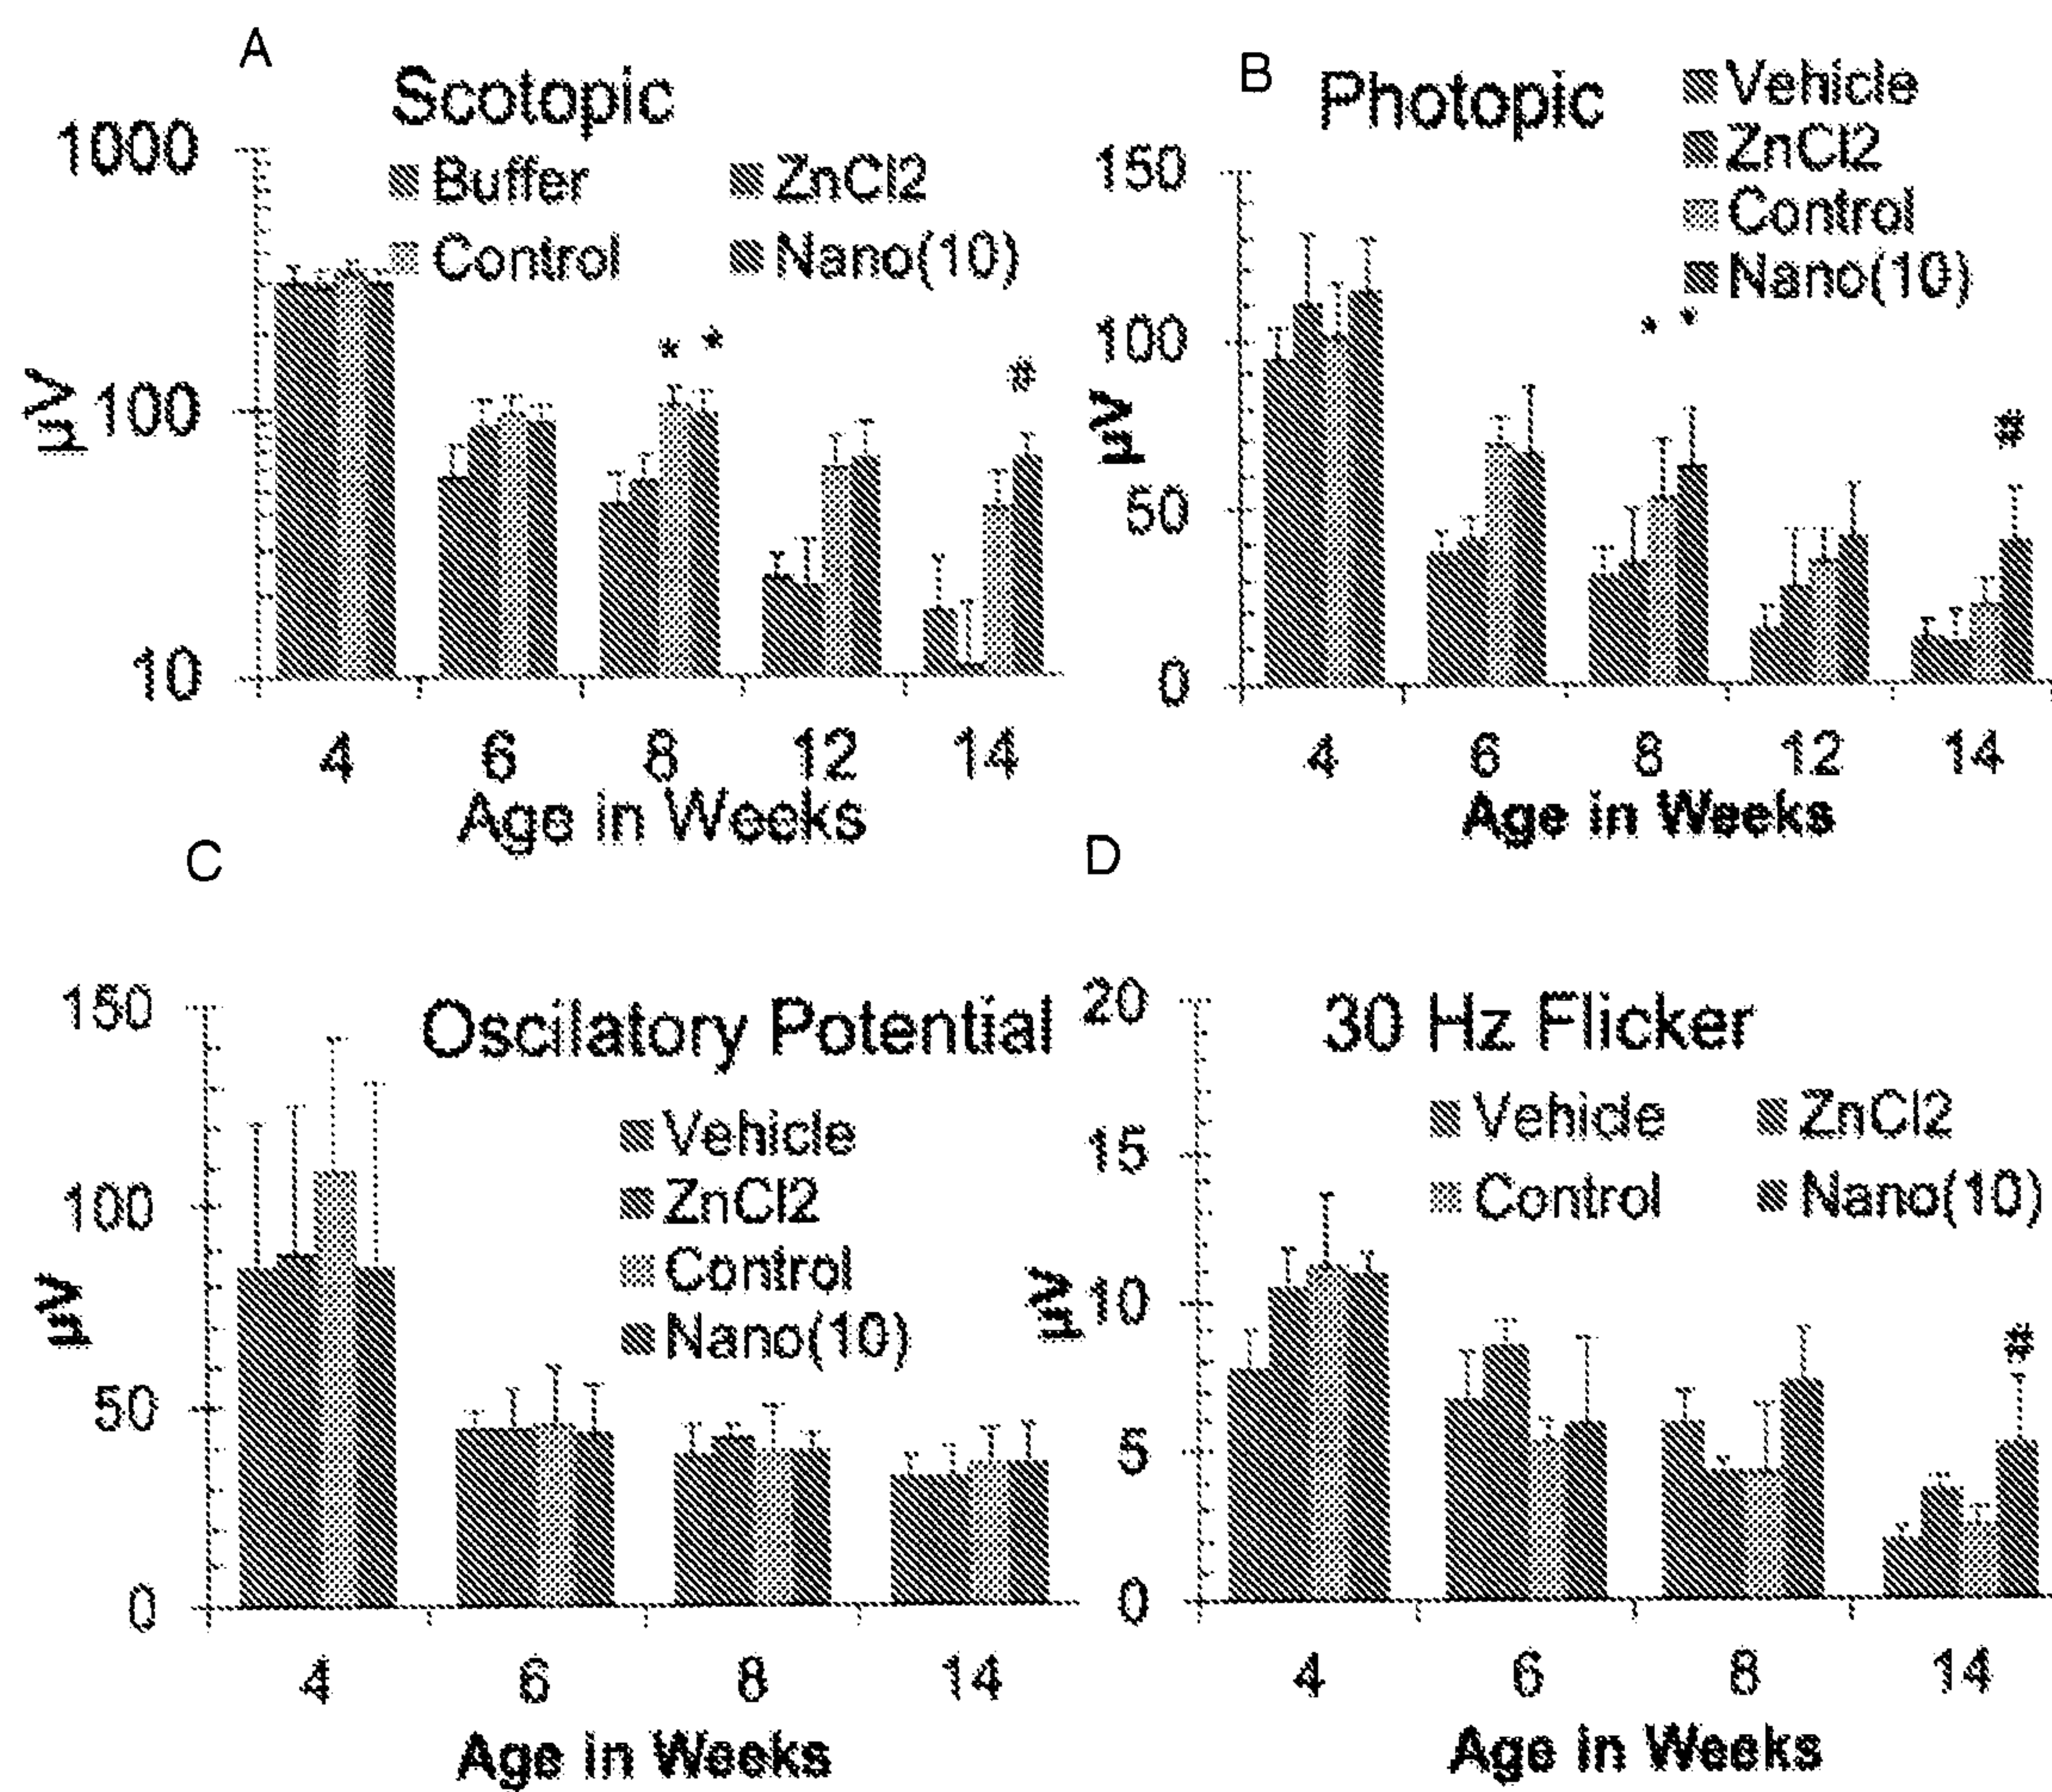 A
Scotopic
1000
Buffer ZnCl2
Control Nano(10)
µV
100
* *
#
10
4 6 8 12 14
Age in Weeks
B
Photopic
Vehicle
ZnCl2
Control
Nano(10)
150
* *
100
µV
#
50
0
4 6 8 12 14
Age in Weeks
C
150
Oscilatory Potential
Vehicle
ZnCl2
Control
Nano(10)
100
µV
50
0
4 6 8 14
Age in Weeks
D
20
30 Hz Flicker
Vehicle ZnCl2
15
Control Nano(10)
µV
10
#
5
0
4 6 8 14
Age in Weeks